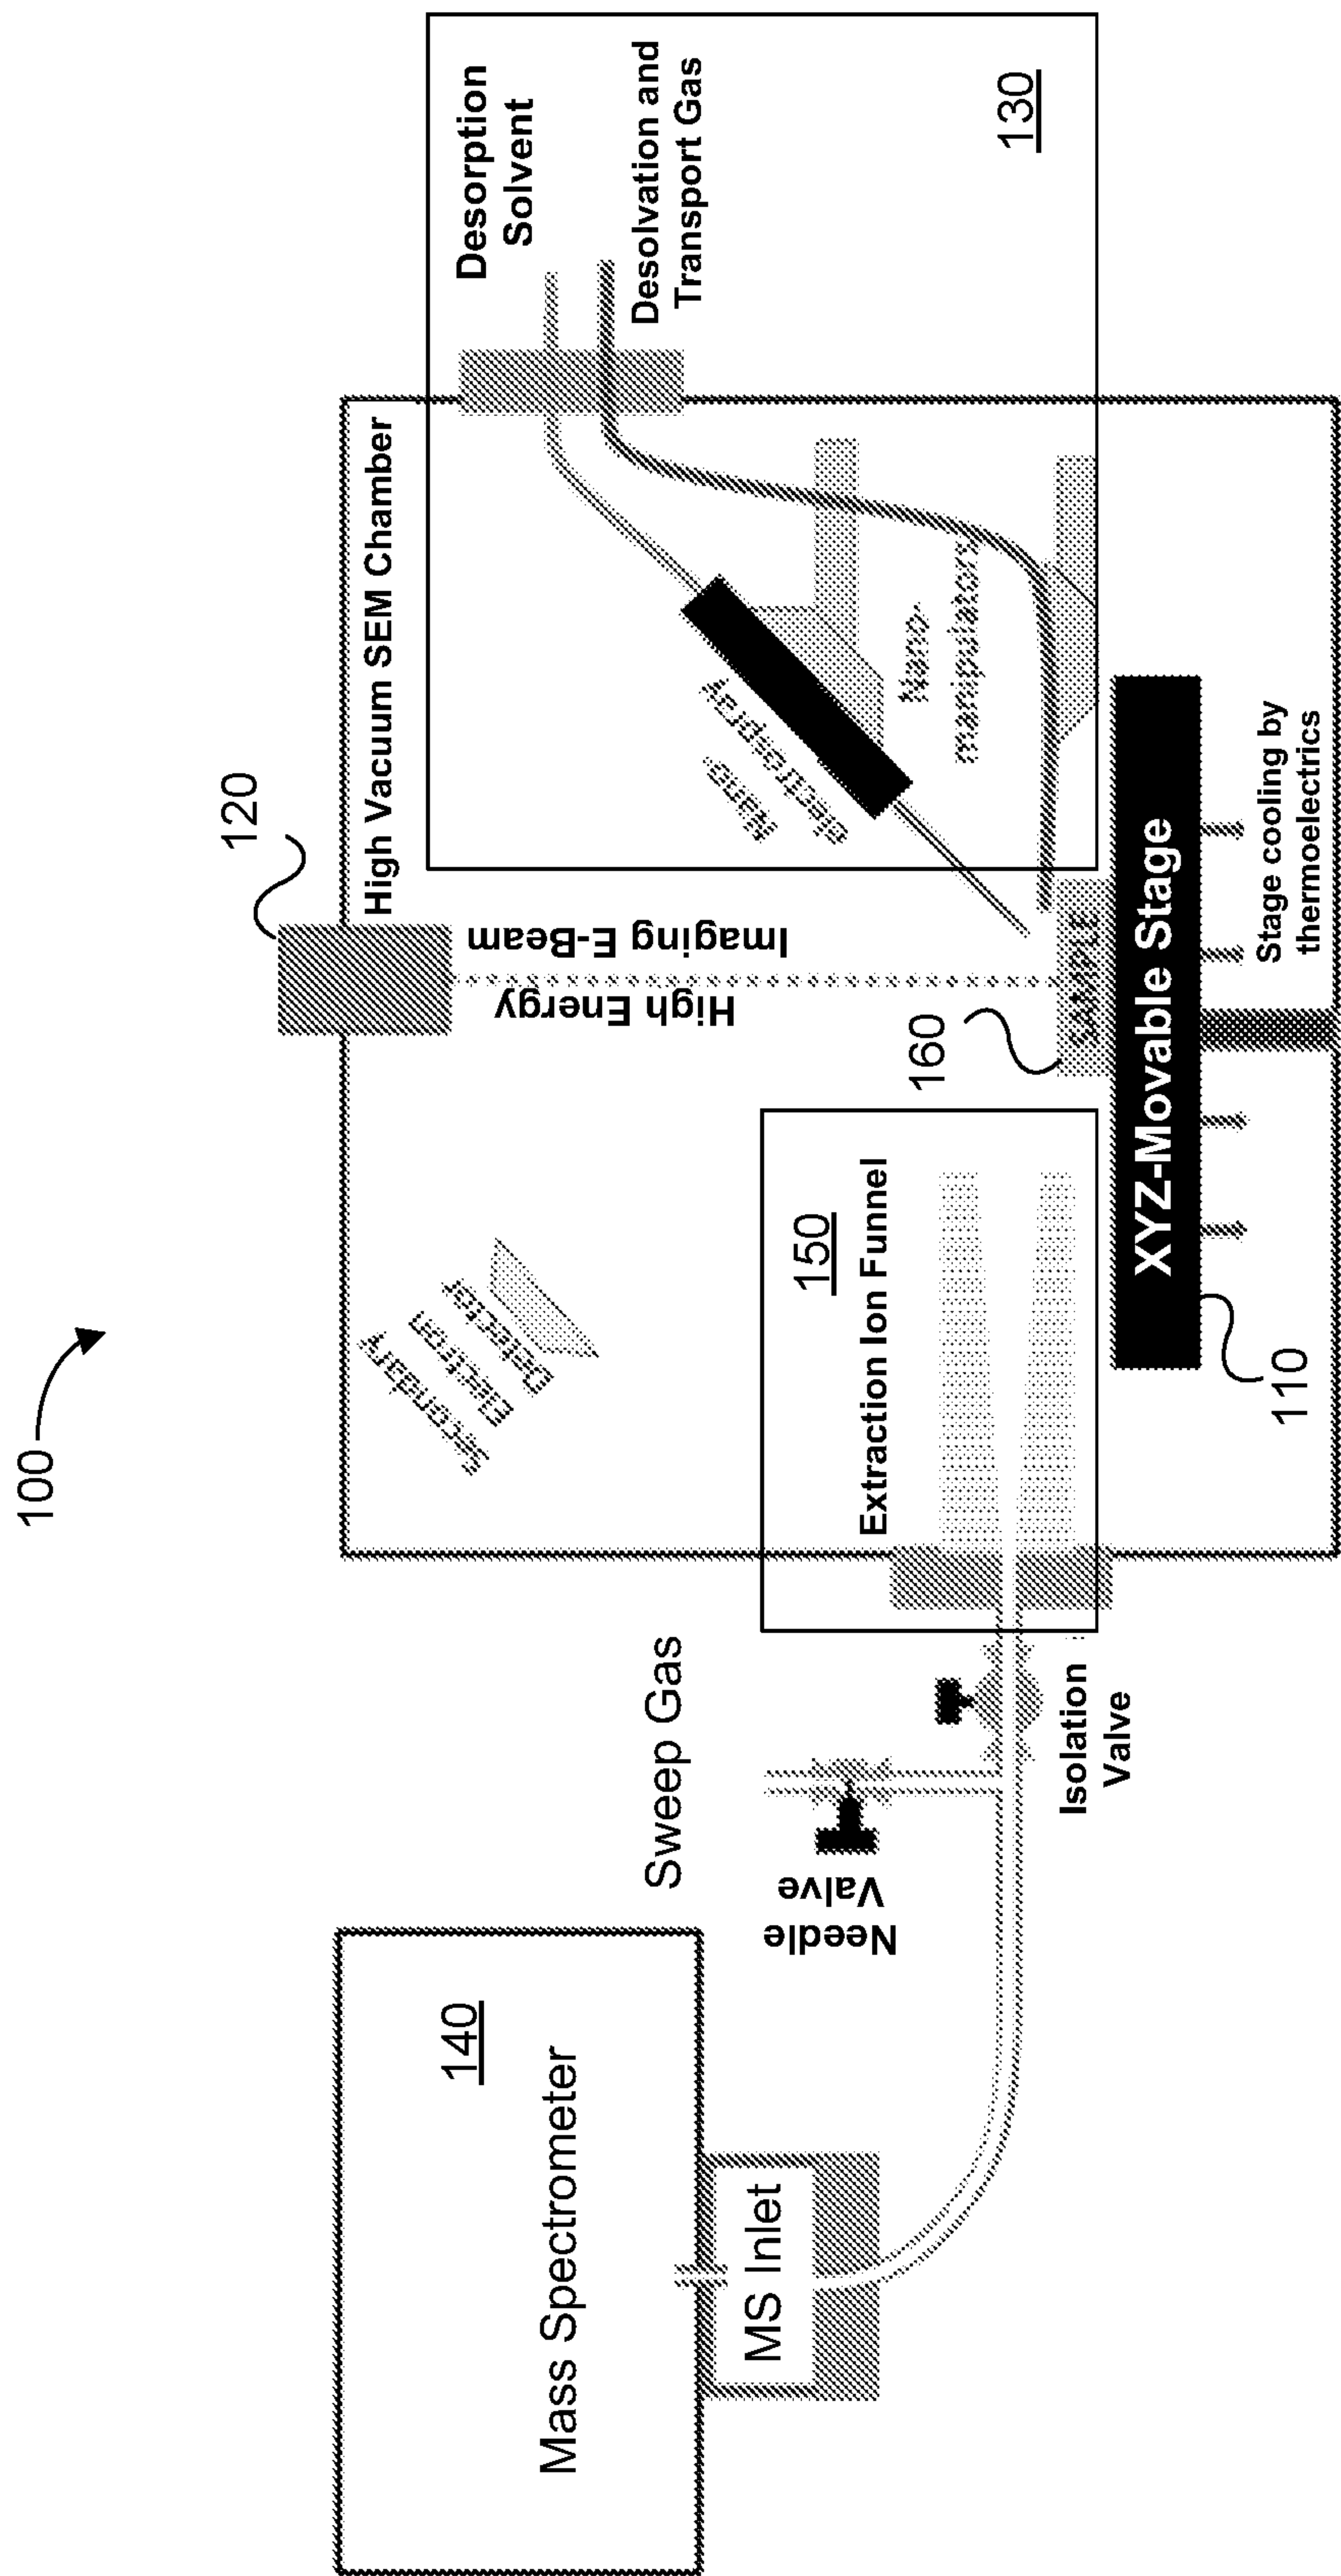 100
120
High Vacuum SEM Chamber
Desorption
Solvent
Desolvation and
Transport Gas
130
Secondary
Electron
Detector
High Energy
Imaging E-Beam
Nano
electrospray
Nano-
manipulators
140
Mass Spectrometer
MS Inlet
Sweep Gas
Needle
Valve
Isolation
Valve
150
Extraction Ion Funnel
160
SAMPLE
XYZ-Movable Stage
110
Stage cooling by
thermoelectrics